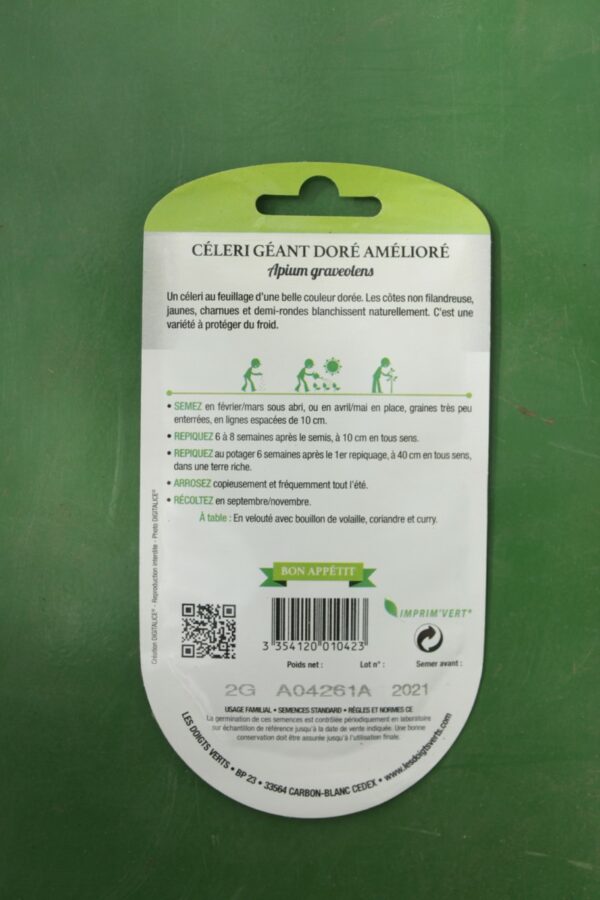 CÉLERI GÉANT DORÉ AMÉLIORÉ
Apium graveolens
Un céleri au feuillage d'une belle couleur dorée. Les côtes non filandreuse,
jaunes, charnues et demi-rondes blanchissent naturellement. C'est une
variété à protéger du froid.
• SEMEZ en février/mars sous abri, ou en avril/mai en place, graines très peu
enterrées, en lignes espacées de 10 cm.
• REPIQUEZ 6 à 8 semaines après le semis, à 10 cm en tous sens.
• REPIQUEZ au potager 6 semaines après le 1er repiquage, à 40 cm en tous sens,
dans une terre riche.
• ARROSEZ copieusement et fréquemment tout l'été.
• RÉCOLTEZ en septembre/novembre.
À table : En velouté avec bouillon de volaille, coriandre et curry.
Création DIGITALICE® - Reproduction interdite - Photo DIGITALICE®
BON APPÉTIT
IMPRIM'VERT®
3 354120 010423
Poids net : Lot n° : Semer avant :
2G A04261A 2021
USAGE FAMILIAL • SEMENCES STANDARD • RÈGLES ET NORMES CE
La germination de ces semences est contrôlée périodiquement en laboratoire
sur échantillon de référence jusqu'à la date de vente indiquée. Une bonne
conservation doit être assurée jusqu'à l'utilisation finale.
LES DOIGTS VERTS • BP 23 • 33564 CARBON-BLANC CEDEX • www.lesdoigtsverts.com